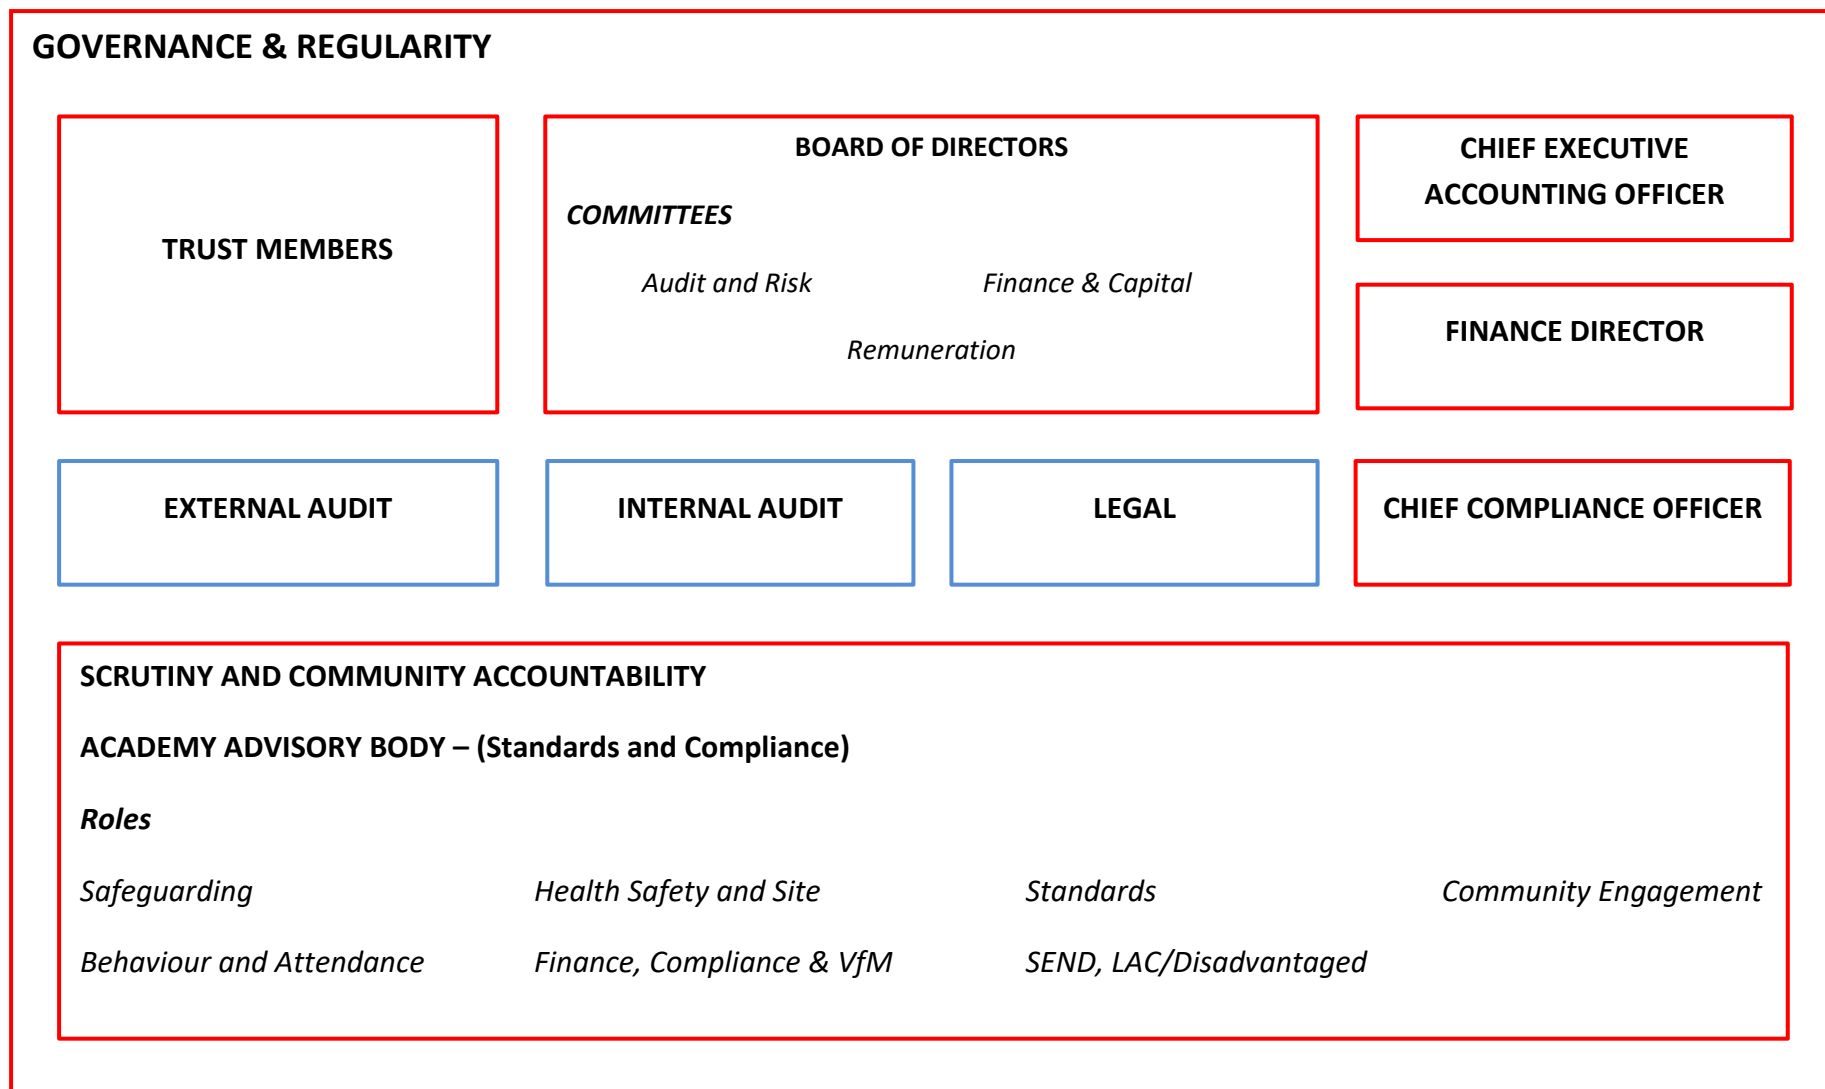 GOVERNANCE & REGULARITY
TRUST MEMBERS
BOARD OF DIRECTORS
COMMITTEES
Audit and Risk
Finance & Capital
Remuneration
CHIEF EXECUTIVE
ACCOUNTING OFFICER
FINANCE DIRECTOR
EXTERNAL AUDIT
INTERNAL AUDIT
LEGAL
CHIEF COMPLIANCE OFFICER
SCRUTINY AND COMMUNITY ACCOUNTABILITY
ACADEMY ADVISORY BODY – (Standards and Compliance)
Roles
Safeguarding
Health Safety and Site
Standards
Community Engagement
Behaviour and Attendance
Finance, Compliance & VfM
SEND, LAC/Disadvantaged